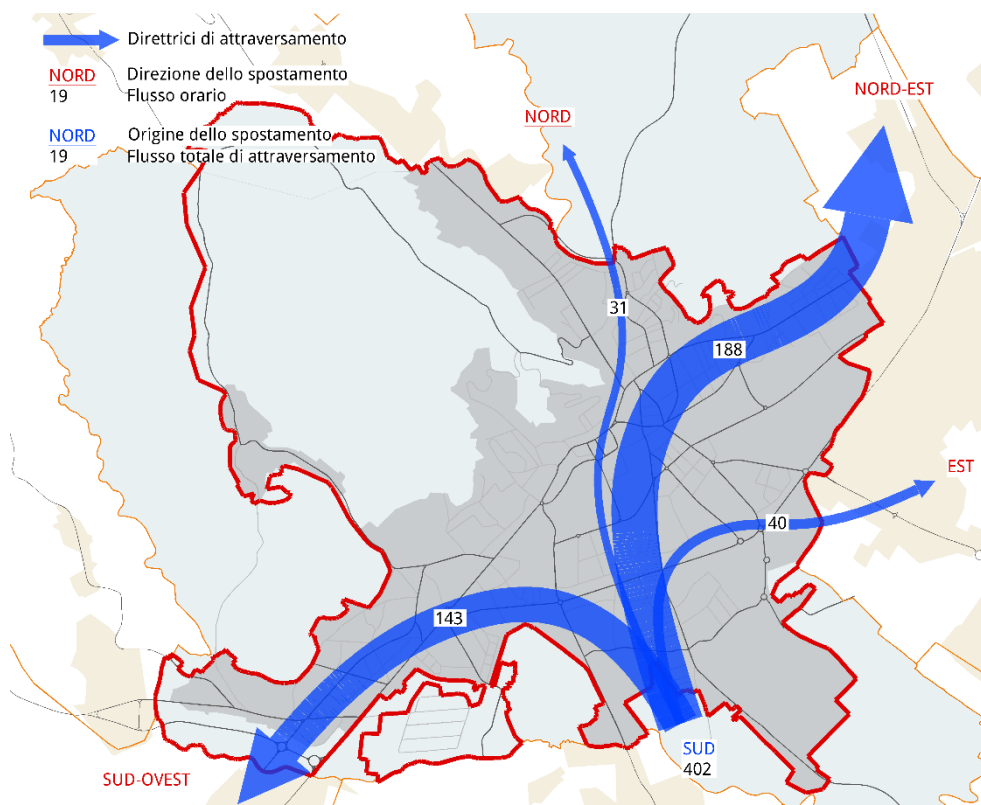 Direttrici di attraversamento
NORD Direzione dello spostamento
19 Flusso orario
NORD Origine dello spostamento
19 Flusso totale di attraversamento
NORD-EST
NORD
31
188
EST
40
143
SUD
402
SUD-OVEST